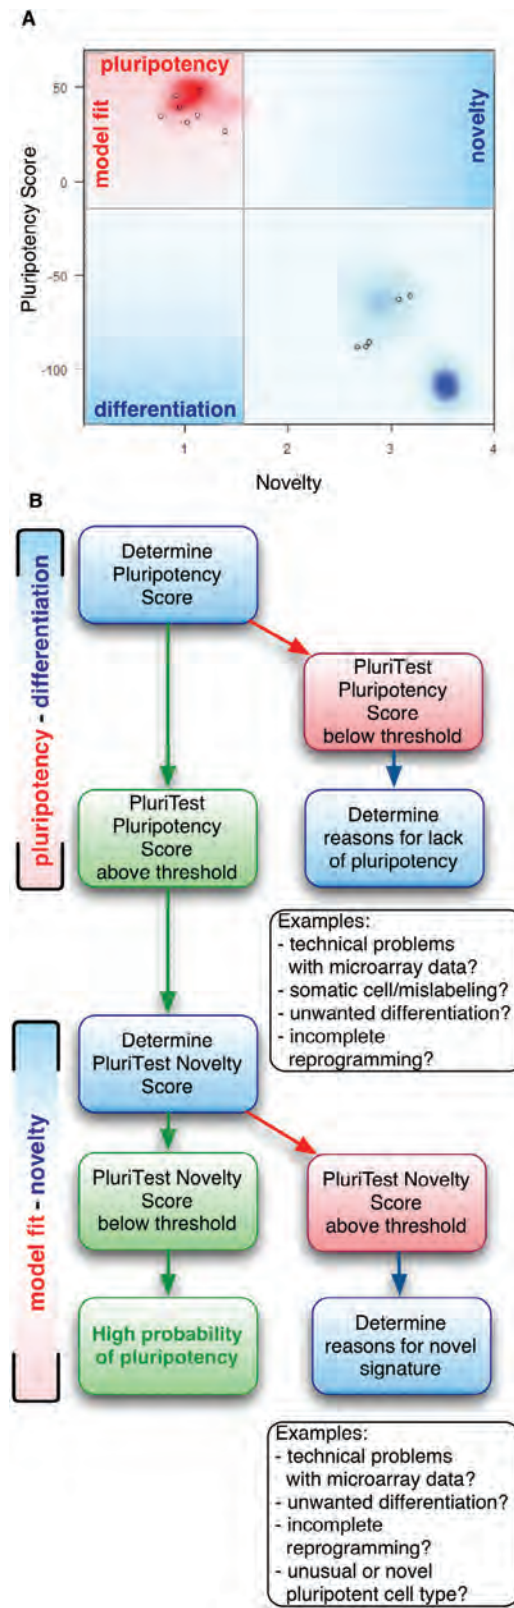 A
pluripotency
model fit
novelty
differentiation
Pluripotency Score
50
0
-50
-100
1
2
3
4
Novelty
B
pluripotency - differentiation
Determine
Pluripotency
Score
PluriTest
Pluripotency
Score
below threshold
PluriTest
Pluripotency
Score
above threshold
Determine
reasons for lack
of pluripotency
Examples:
- technical problems
with microarray data?
- somatic cell/mislabeling?
- unwanted differentiation?
- incomplete
reprogramming?
model fit - novelty
Determine
PluriTest Novelty
Score
PluriTest Novelty
Score
below threshold
PluriTest Novelty
Score
above threshold
High probability
of pluripotency
Determine
reasons for novel
signature
Examples:
- technical problems
with microarray data?
- unwanted differentiation?
- incomplete
reprogramming?
- unusual or novel
pluripotent cell type?